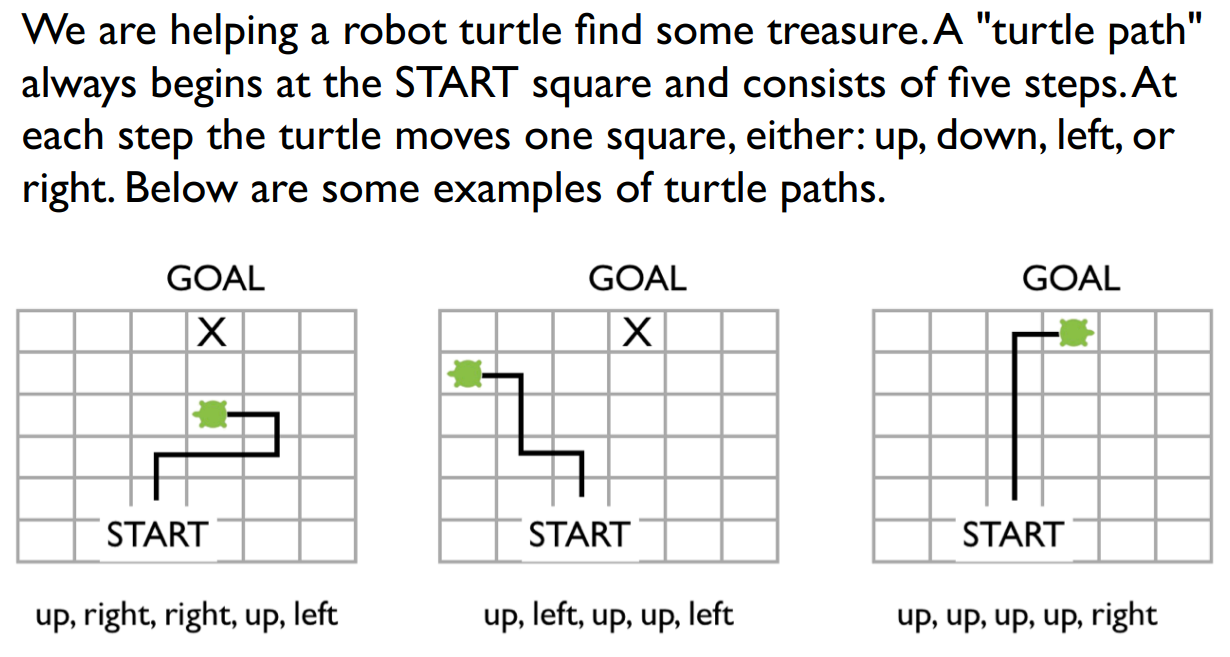 We are helping a robot turtle find some treasure. A "turtle path"
always begins at the START square and consists of five steps. At
each step the turtle moves one square, either: up, down, left, or
right. Below are some examples of turtle paths.
GOAL GOAL GOAL
X X
START START START
up, right, right, up, left up, left, up, up, left up, up, up, up, right